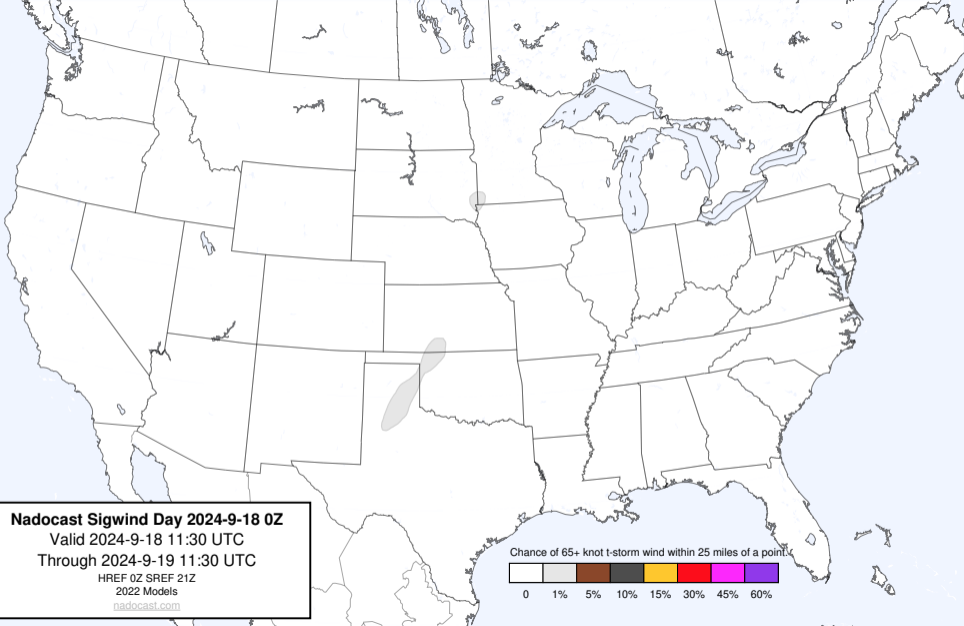 Nadocast Sigwind Day 2024-9-18 0Z
Valid 2024-9-18 11:30 UTC
Through 2024-9-19 11:30 UTC
HREF 0Z SREF 21Z
2022 Models
nadocast.com
Chance of 65+ knot t-storm wind within 25 miles of a point.
0 1% 5% 10% 15% 30% 45% 60%